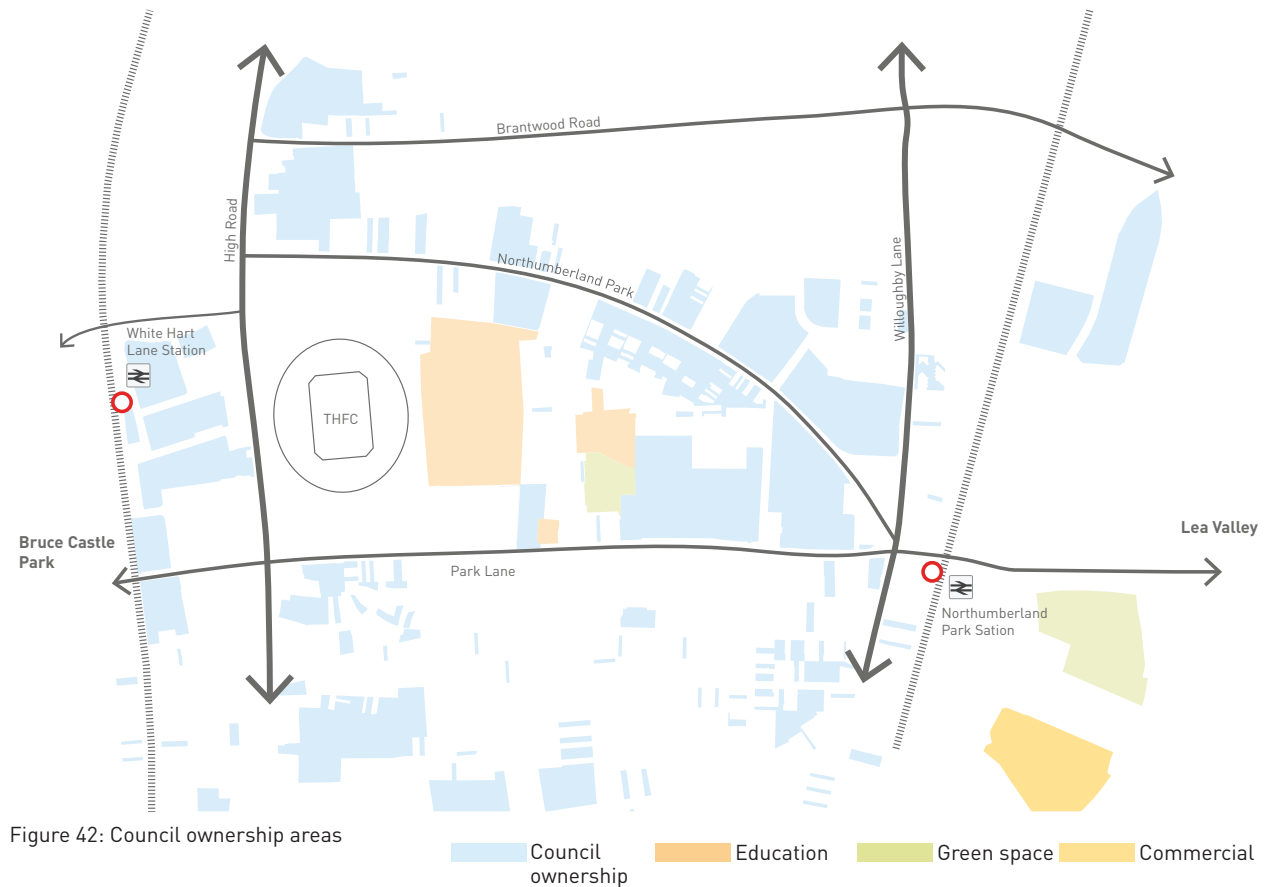 Brantwood Road
High Road
Northumberland Park
Willoughby Lane
White Hart
Lane Station
THFC
Bruce Castle
Park
Lea Valley
Park Lane
Northumberland
Park Sation
Figure 42: Council ownership areas
Council
ownership
Education
Green space
Commercial